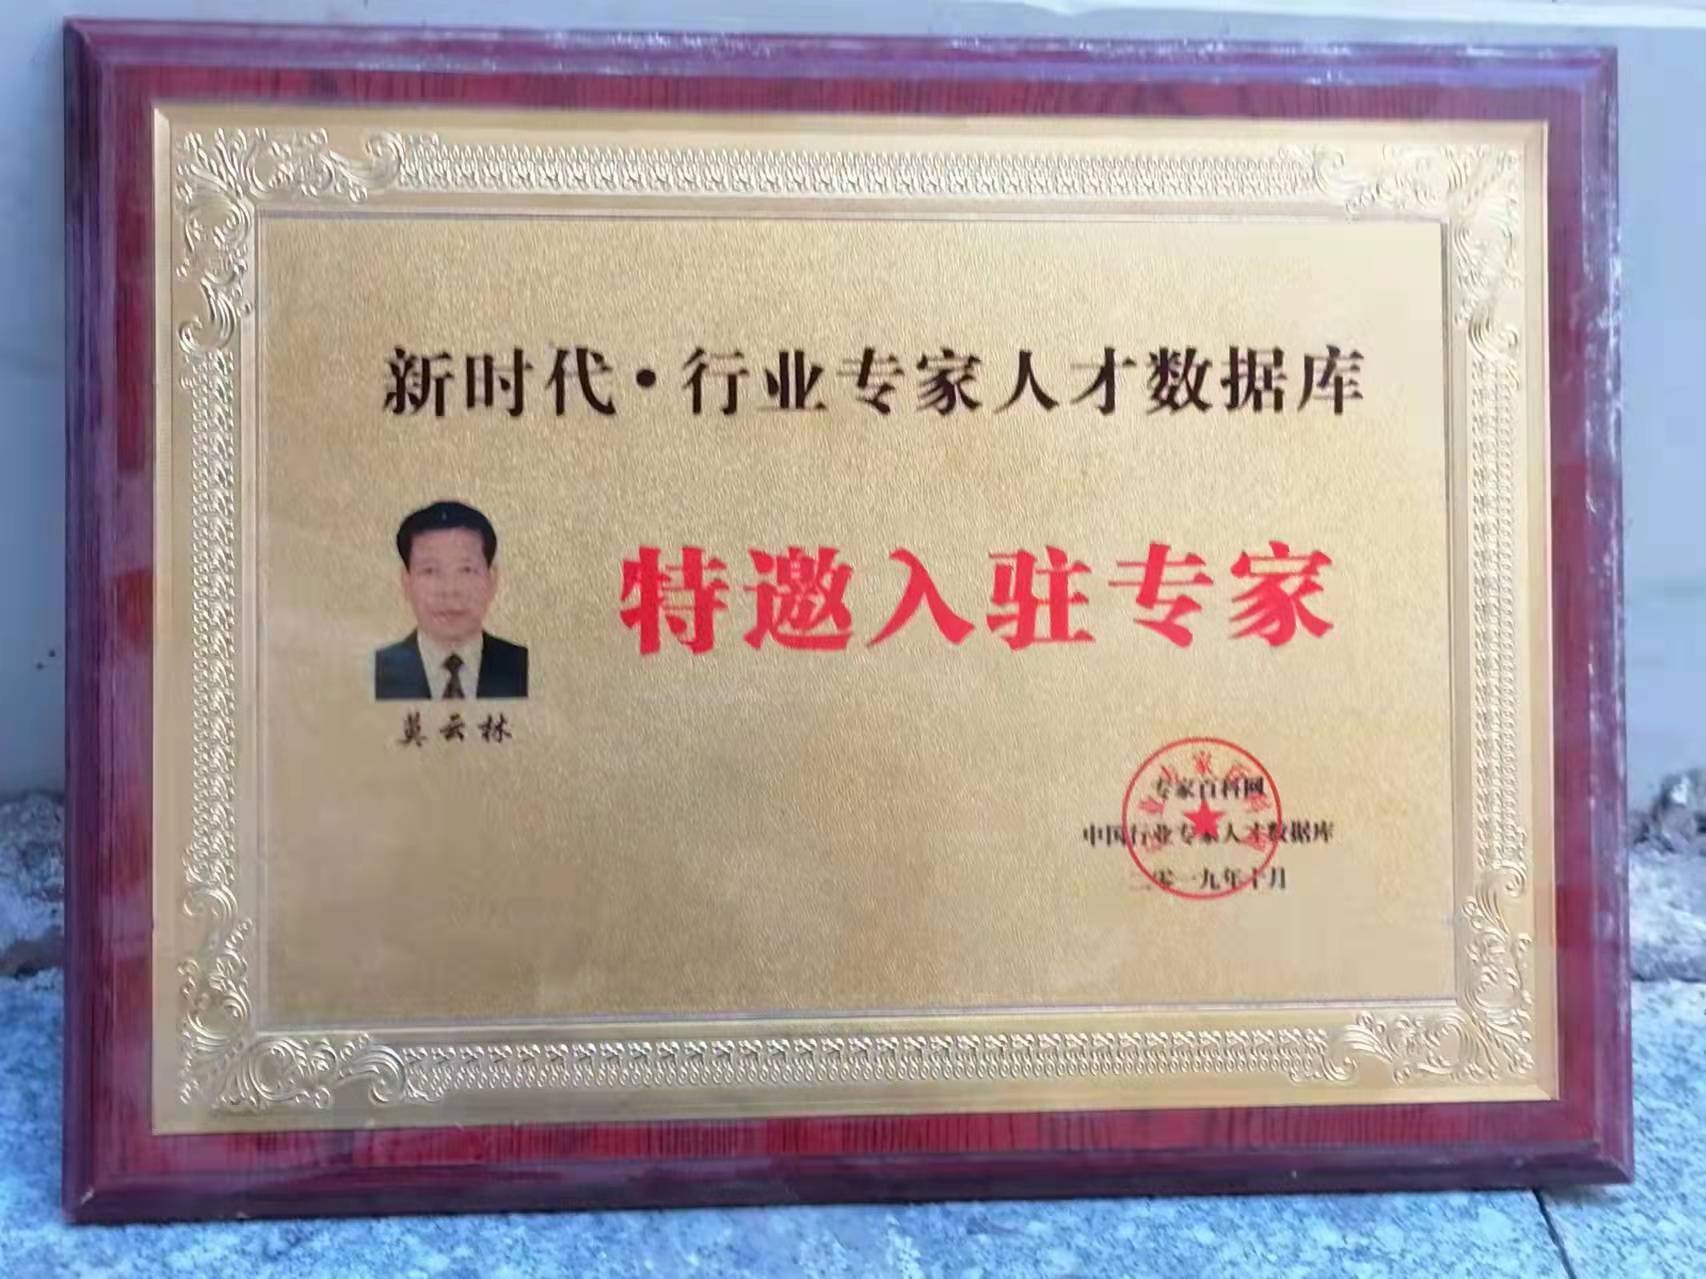 新时代·行业专家人才数据库
特邀入驻专家
莫云林
专家百科网
中国行业专家人才数据库
二零一九年十月